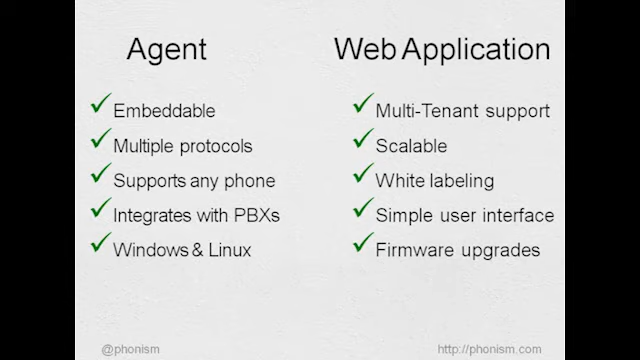 Agent
Embeddable
Multiple protocols
Supports any phone
Integrates with PBXs
Windows & Linux
Web Application
Multi-Tenant support
Scalable
White labeling
Simple user interface
Firmware upgrades
@phonism
http://phonism.com